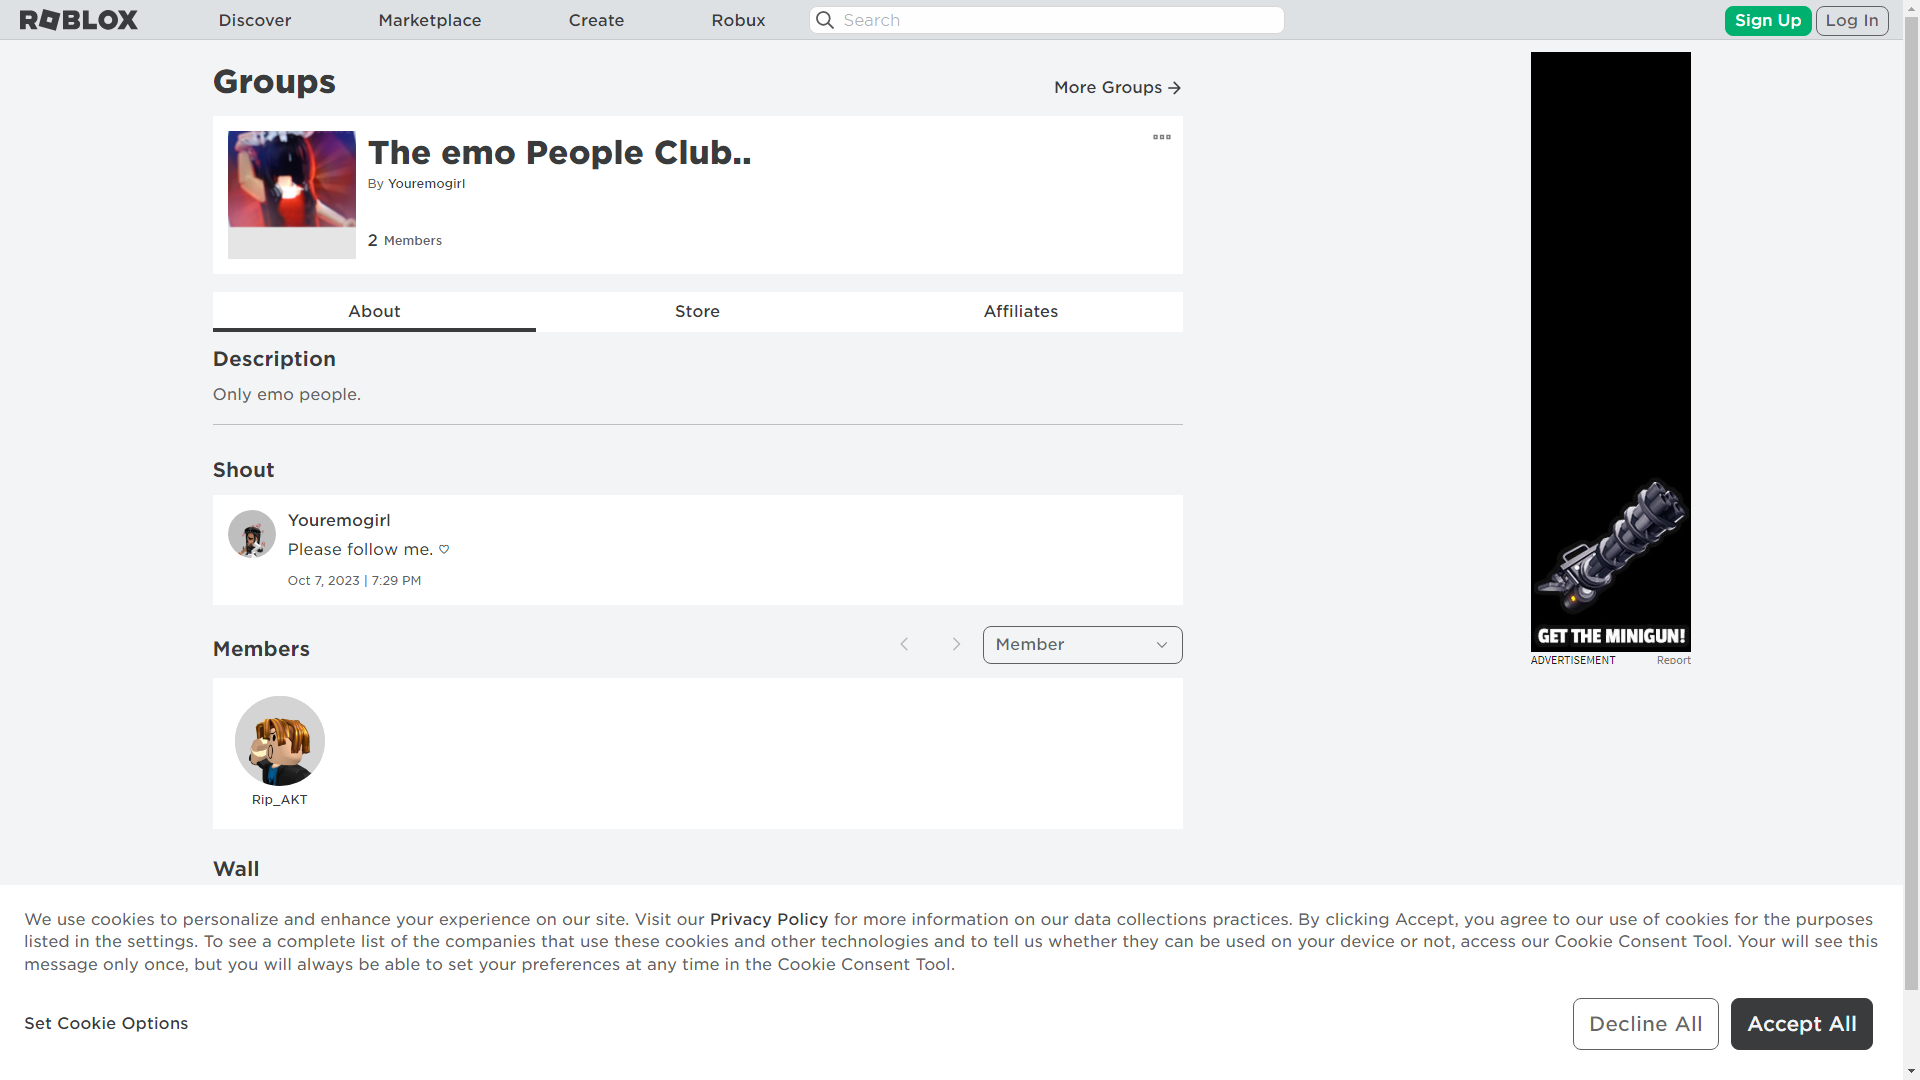 ROBLOX Discover Marketplace Create Robux Search Sign Up Log In
Groups
More Groups
The emo People Club..
By Youremogirl
2 Members
About Store Affiliates
Description
Only emo people.
Shout
Youremogirl
Please follow me. ♡
Oct 7, 2023 | 7:29 PM
Members
Member
Rip_AKT
Wall
GET THE MINIGUN!
ADVERTISEMENT Report
We use cookies to personalize and enhance your experience on our site. Visit our Privacy Policy for more information on our data collections practices. By clicking Accept, you agree to our use of cookies for the purposes
listed in the settings. To see a complete list of the companies that use these cookies and other technologies and to tell us whether they can be used on your device or not, access our Cookie Consent Tool. Your will see this
message only once, but you will always be able to set your preferences at any time in the Cookie Consent Tool.
Set Cookie Options
Decline All
Accept All